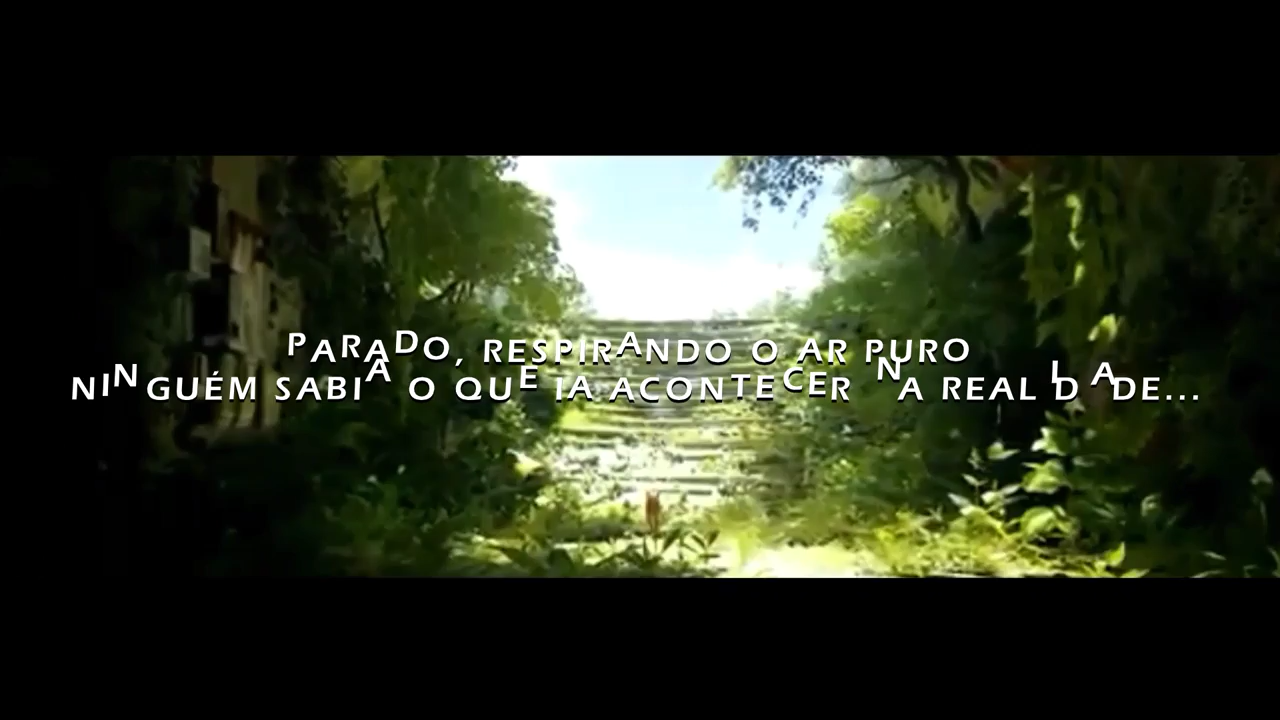 PARADO, RESPIRANDO O AR PURO
NINGUÉM SABIA O QUE IA ACONTECER NA REALIDADE...